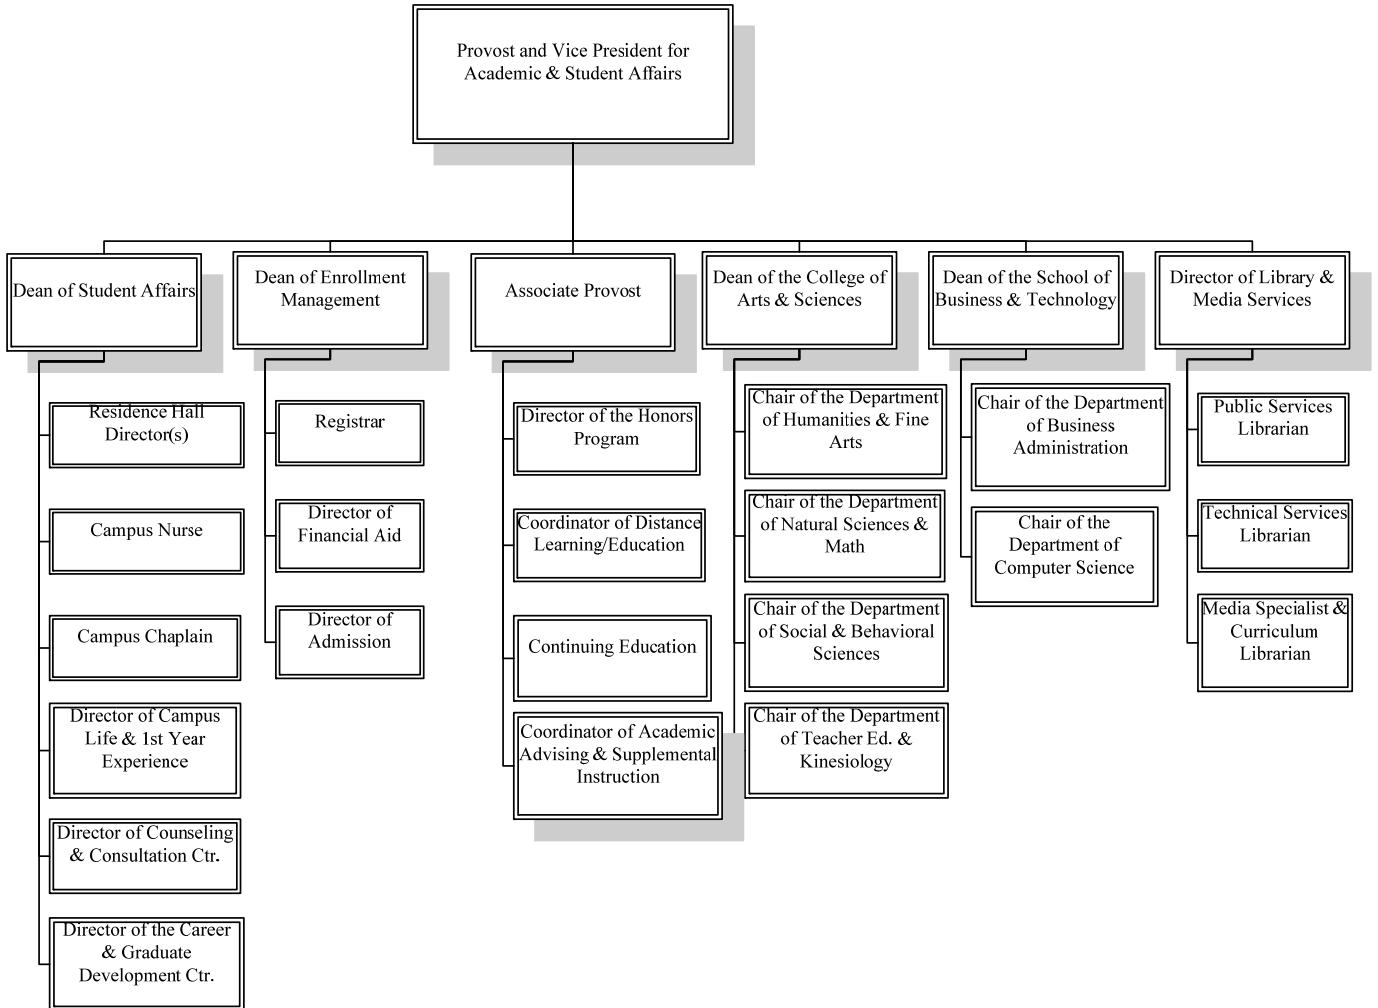 Provost and Vice President for
Academic & Student Affairs
Dean of Student Affairs
Dean of Enrollment
Management
Associate Provost
Dean of the College of
Arts & Sciences
Dean of the School of
Business & Technology
Director of Library &
Media Services
Residence Hall
Director(s)
Campus Nurse
Campus Chaplain
Director of Campus
Life & 1st Year
Experience
Director of Counseling
& Consultation Ctr.
Director of the Career
& Graduate
Development Ctr.
Registrar
Director of
Financial Aid
Director of
Admission
Director of the Honors
Program
Coordinator of Distance
Learning/Education
Continuing Education
Coordinator of Academic
Advising & Supplemental
Instruction
Chair of the Department
of Humanities & Fine
Arts
Chair of the Department
of Natural Sciences &
Math
Chair of the Department
of Social & Behavioral
Sciences
Chair of the Department
of Teacher Ed. &
Kinesiology
Chair of the Department
of Business
Administration
Chair of the
Department of
Computer Science
Public Services
Librarian
Technical Services
Librarian
Media Specialist &
Curriculum
Librarian